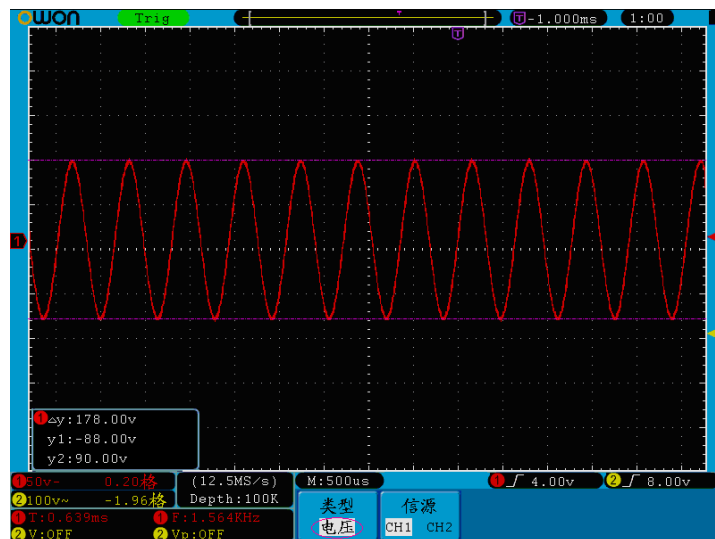 owon Trig T -1.000ms 1:00
T
1
1 △y:178.00v
y1:-88.00v
y2:90.00v
1 50v~ 0.20格 (12.5MS/s) M:500us 1 4.00v 2 8.00v
2 100v~ -1.96格 Depth:100K
1 T:0.639ms 1 F:1.564KHz 类型 信源
2 V:OFF 2 Vp:OFF 电压 CH1 CH2